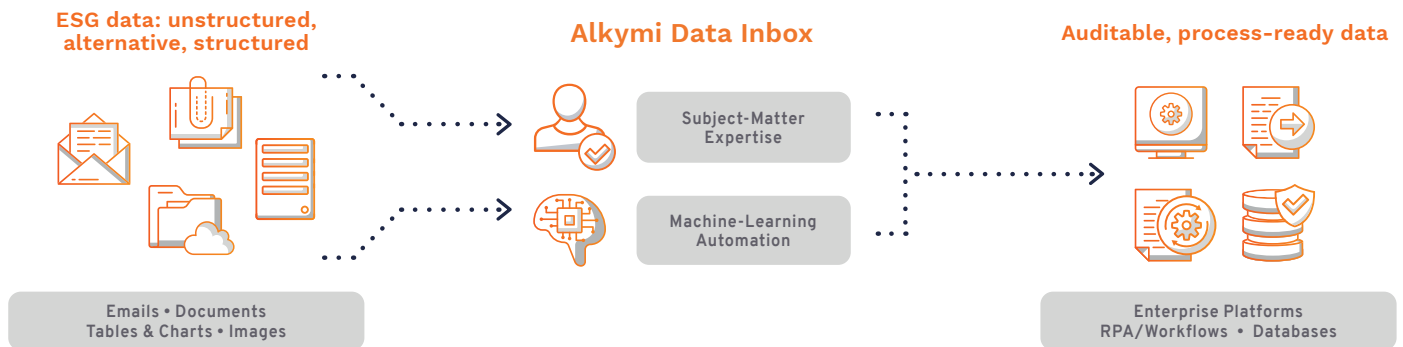 ESG data: unstructured,
alternative, structured
Emails • Documents
Tables & Charts • Images
Alkymi Data Inbox
Subject-Matter
Expertise
Machine-Learning
Automation
Auditable, process-ready data
Enterprise Platforms
RPA/Workflows • Databases